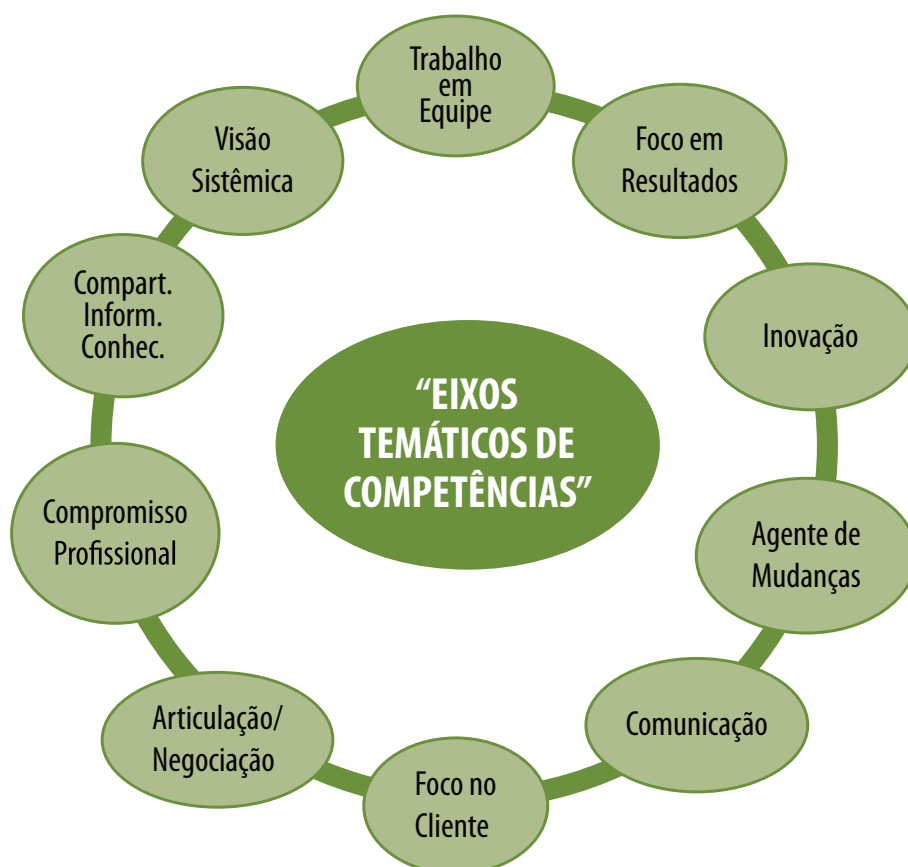 Trabalho
em
Equipe
Foco em
Resultados
Inovação
Agente de
Mudanças
Comunicação
Foco no
Cliente
Articulação/
Negociação
Compromisso
Profissional
Compart.
Inform.
Conhec.
Visão
Sistêmica
“EIXOS
TEMÁTICOS DE
COMPETÊNCIAS”